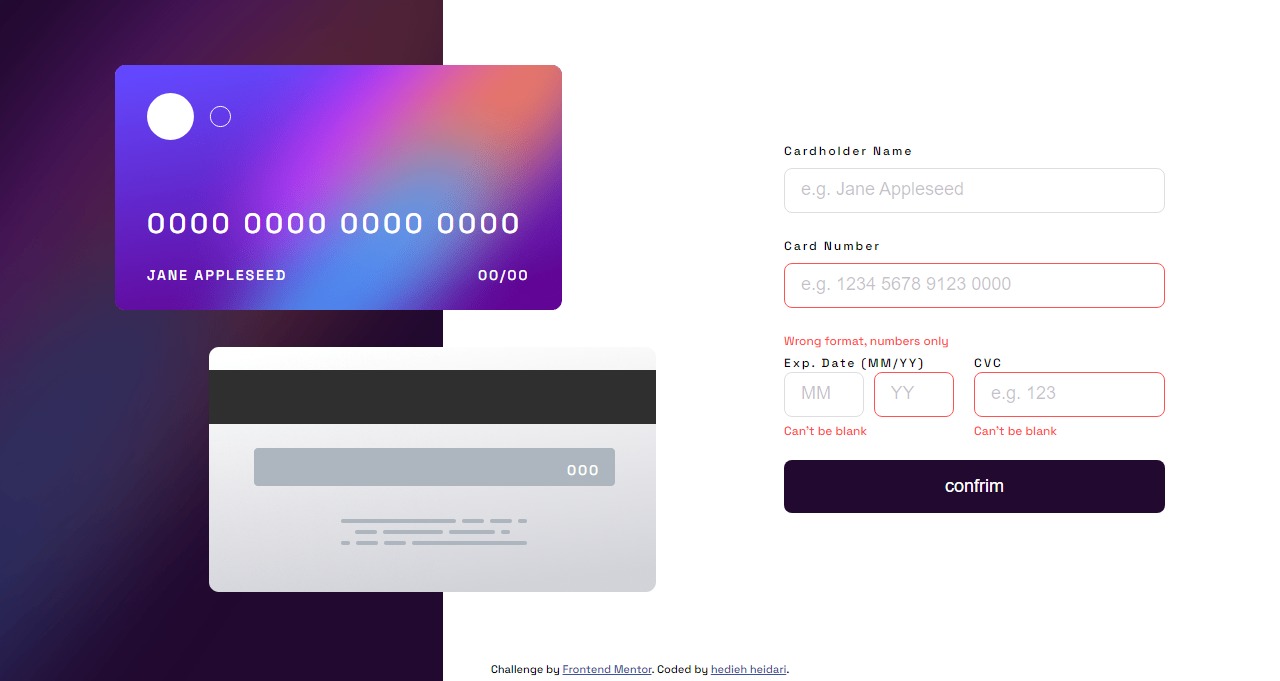 0000 0000 0000 0000
JANE APPLESEED 00/00
000
Cardholder Name
e.g. Jane Appleseed
Card Number
e.g. 1234 5678 9123 0000
Wrong format, numbers only
Exp. Date (MM/YY) CVC
MM YY e.g. 123
Can't be blank Can't be blank
confrim
Challenge by Frontend Mentor. Coded by hedieh heidari.